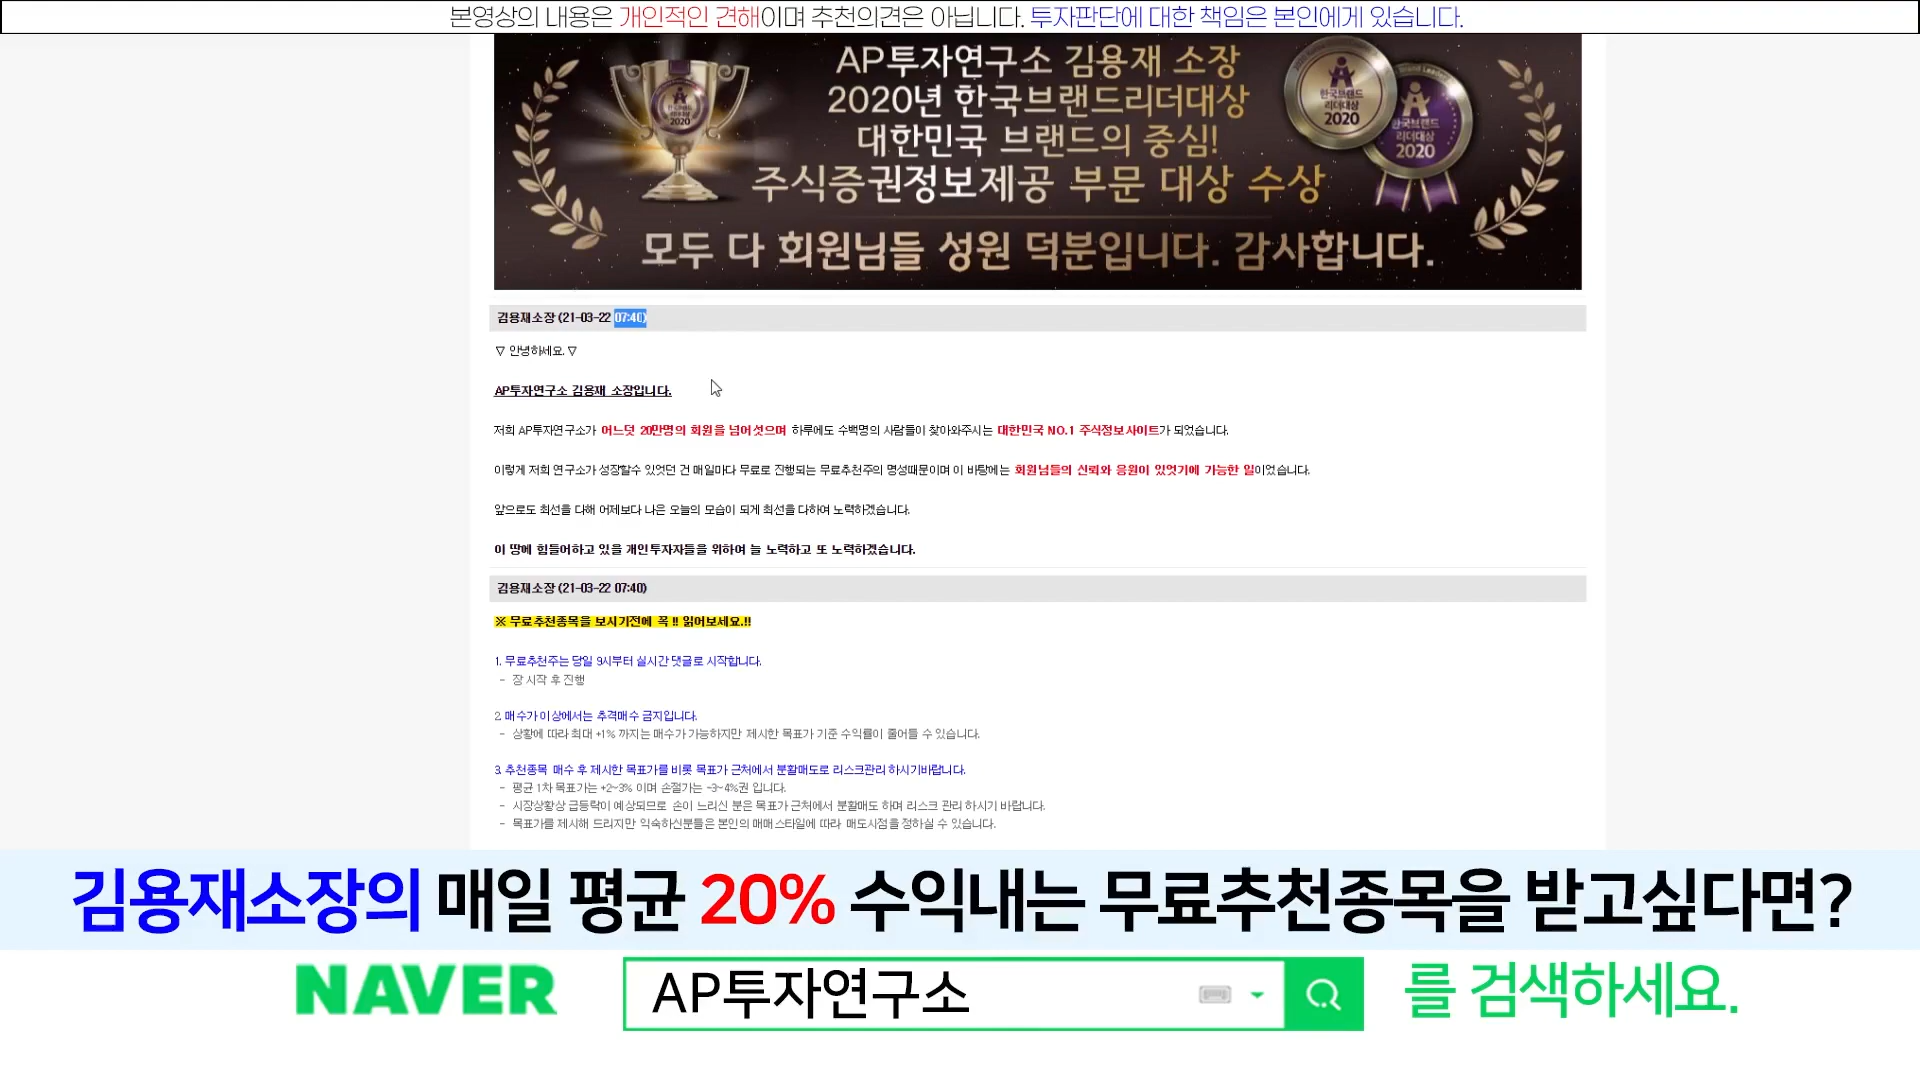 본영상의 내용은 개인적인 견해이며 추천의견은 아닙니다. 투자판단에 대한 책임은 본인에게 있습니다.
AP투자연구소 김용재 소장
2020년 한국브랜드리더대상
대한민국 브랜드의 중심!
주식증권정보제공 부문 대상 수상
모두 다 회원님들 성원 덕분입니다. 감사합니다.
한국브랜드
리더대상
2020
한국브랜드
리더대상
2020
한국브랜드
리더대상
2020
김용재소장 (21-03-22 07:40)
▽ 안녕하세요. ▽
AP투자연구소 김용재 소장입니다.
저희 AP투자연구소가 어느덧 20만명의 회원을 넘어섯으며 하루에도 수백명의 사람들이 찾아와주시는 대한민국 NO.1 주식정보사이트가 되었습니다.
이렇게 저희 연구소가 성장할수 있엇던 건 매일마다 무료로 진행되는 무료추천주의 명성때문이며 이 바탕에는 회원님들의 신뢰와 응원이 있엇기에 가능한 일이었습니다.
앞으로도 최선을 다해 어제보다 나은 오늘의 모습이 되게 최선을 다하여 노력하겠습니다.
이 땅에 힘들어하고 있을 개인투자자들을 위하여 늘 노력하고 또 노력하겠습니다.
김용재소장 (21-03-22 07:40)
※ 무료추천종목을 보시기전에 꼭 !! 읽어보세요.!!
1. 무료추천주는 당일 9시부터 실시간 댓글로 시작합니다.
- 장 시작 후 진행
2. 매수가 이상에서는 추격매수 금지입니다.
- 상황에 따라 최대 +1% 까지는 매수가 가능하지만 제시한 목표가 기준 수익률이 줄어들 수 있습니다.
3. 추천종목 매수 후 제시한 목표가를 비롯 목표가 근처에서 분할매도로 리스크관리 하시기바랍니다.
- 평균 1차 목표가는 +2~3% 이며 손절가는 -3~4%권 입니다.
- 시장상황상 급등락이 예상되므로 손이 느리신 분은 목표가 근처에서 분할매도 하며 리스크 관리 하시기 바랍니다.
- 목표가를 제시해 드리지만 익숙하신분들은 본인의 매매스타일에 따라 매도시점을 정하실 수 있습니다.
김용재소장의 매일 평균 20% 수익내는 무료추천종목을 받고싶다면?
NAVER AP투자연구소 를 검색하세요.